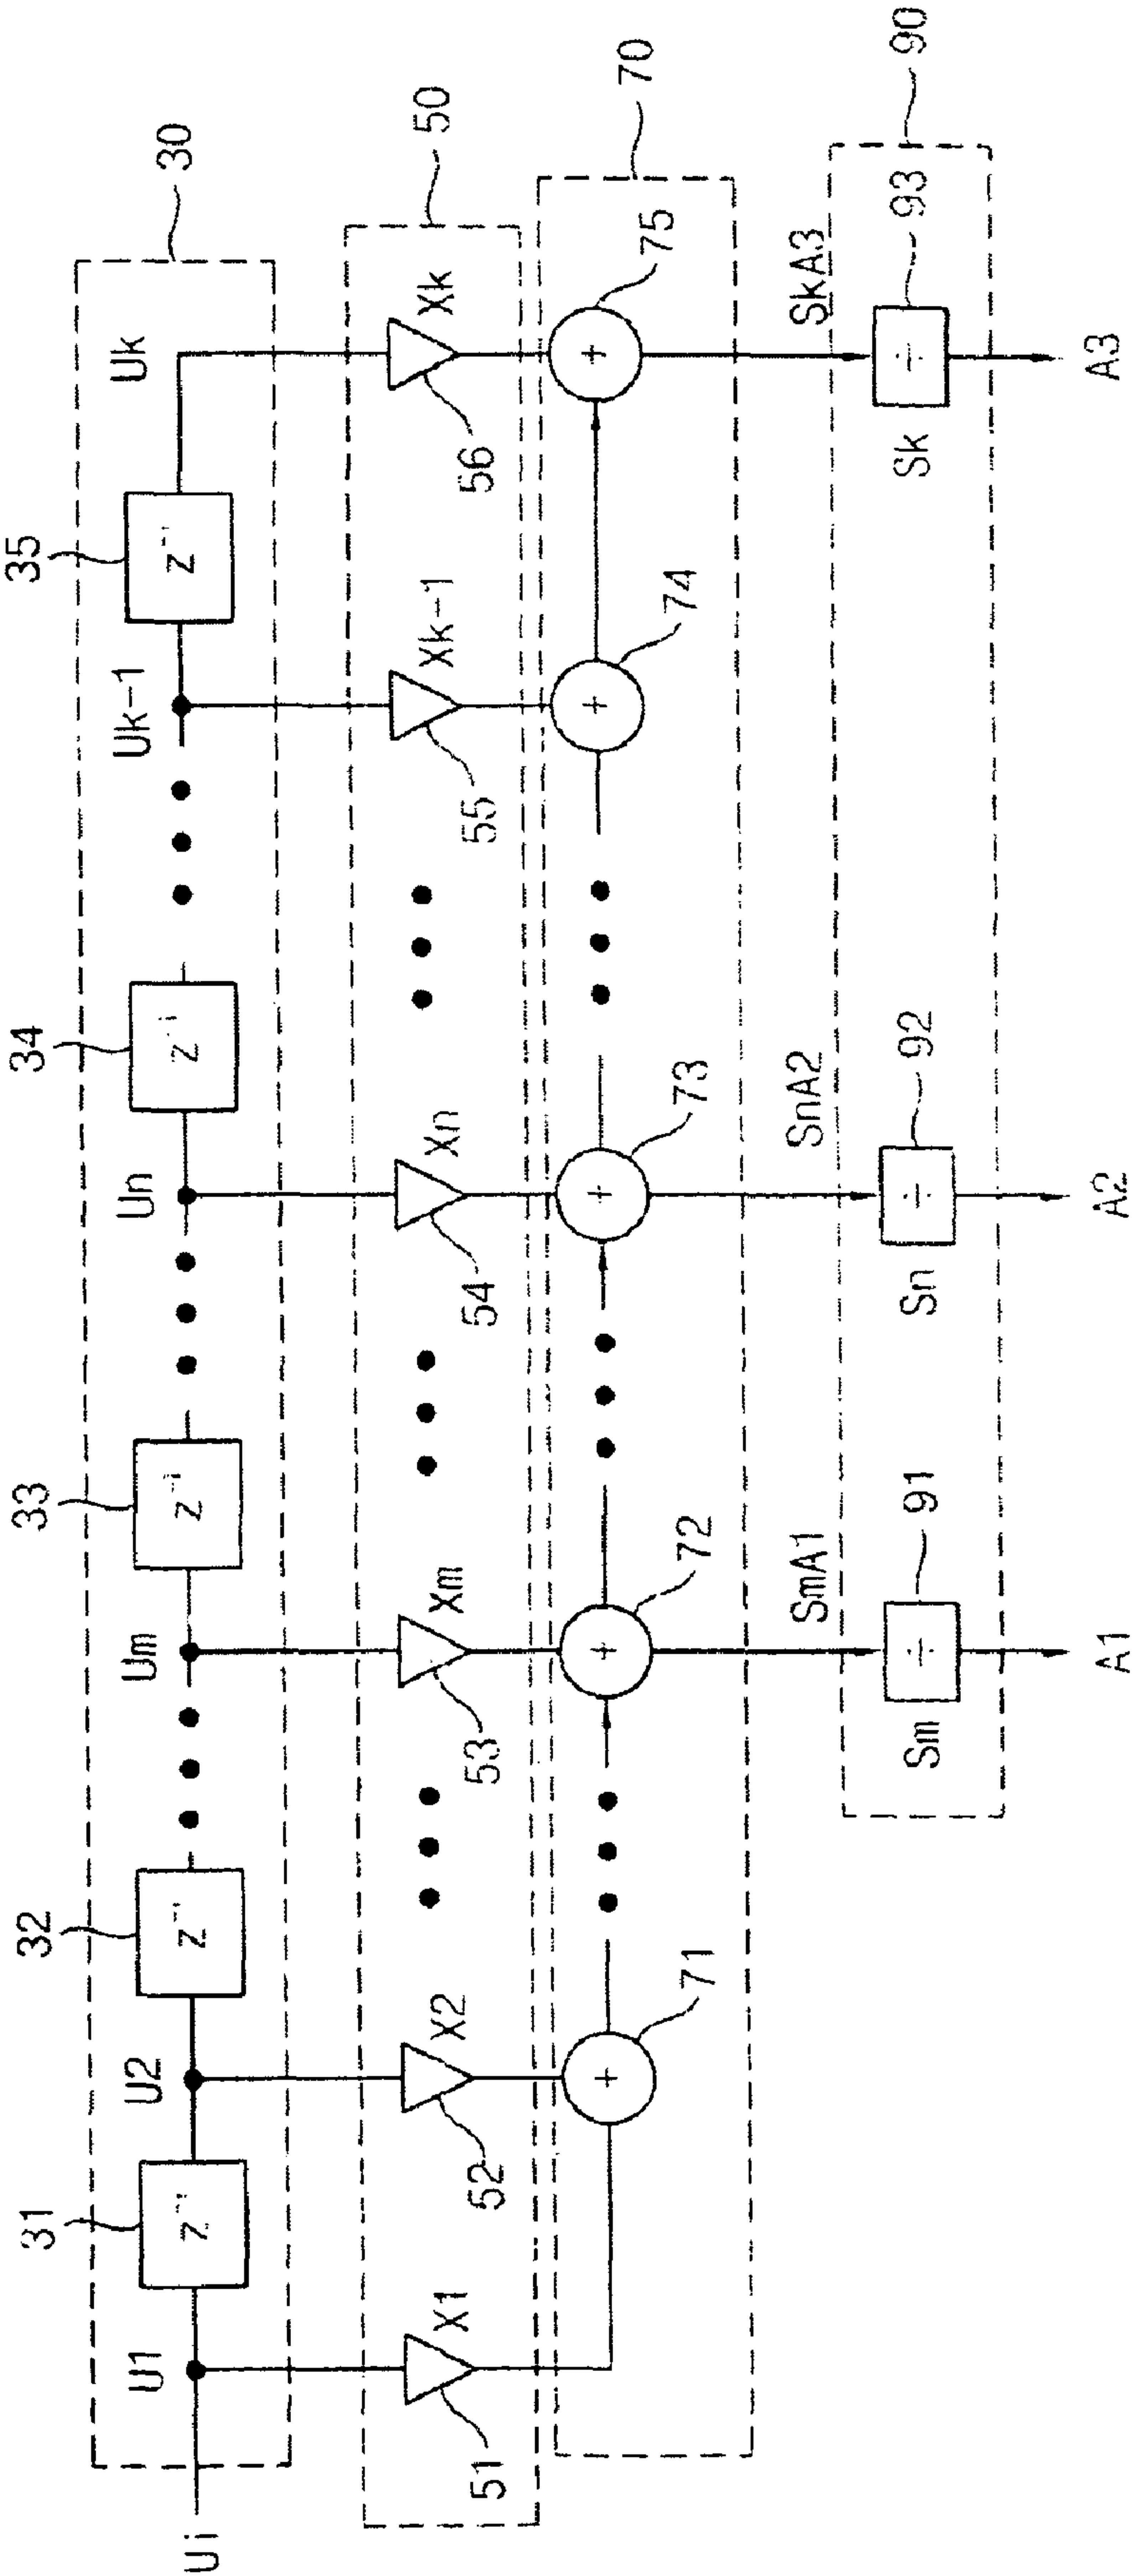 30
50
70
90
31
32
33
34
35
Ui
U1
U2
Um
Un
Uk-1
Uk
z⁻¹
z⁻¹
z⁻¹
z⁻¹
z⁻¹
X1
X2
Xm
Xn
Xk-1
Xk
51
52
53
54
55
56
+
+
+
+
+
71
72
73
74
75
SmA1
SnA2
SkA3
91
92
93
÷
÷
÷
Sm
Sn
Sk
A1
A2
A3